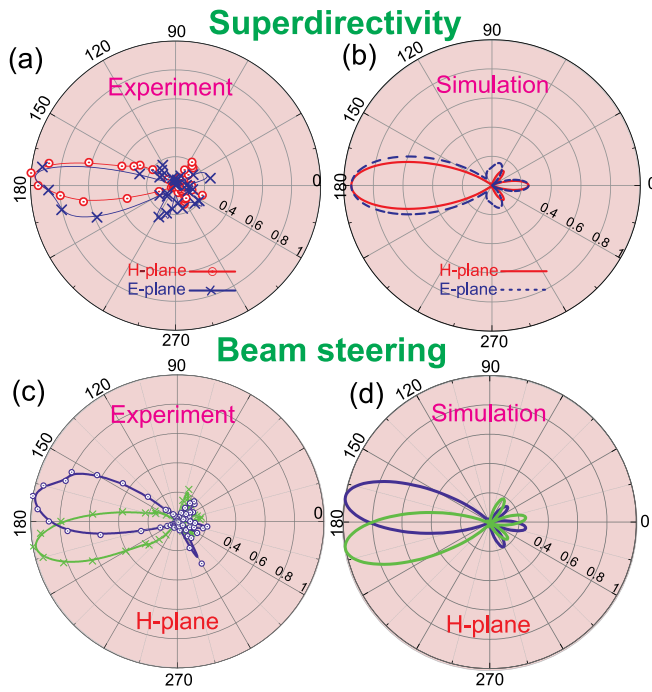 Superdirectivity
(a)
90
120
Experiment
150
180
0
0.4
0.6
0.8
1
H-plane
E-plane
270
(b)
90
120
Simulation
150
180
0
0.4
0.6
0.8
1
H-plane
E-plane
270
Beam steering
(c)
90
120
Experiment
150
180
0
0.4
0.6
0.8
1
H-plane
270
(d)
90
120
Simulation
150
180
0
0.4
0.6
0.8
1
H-plane
270